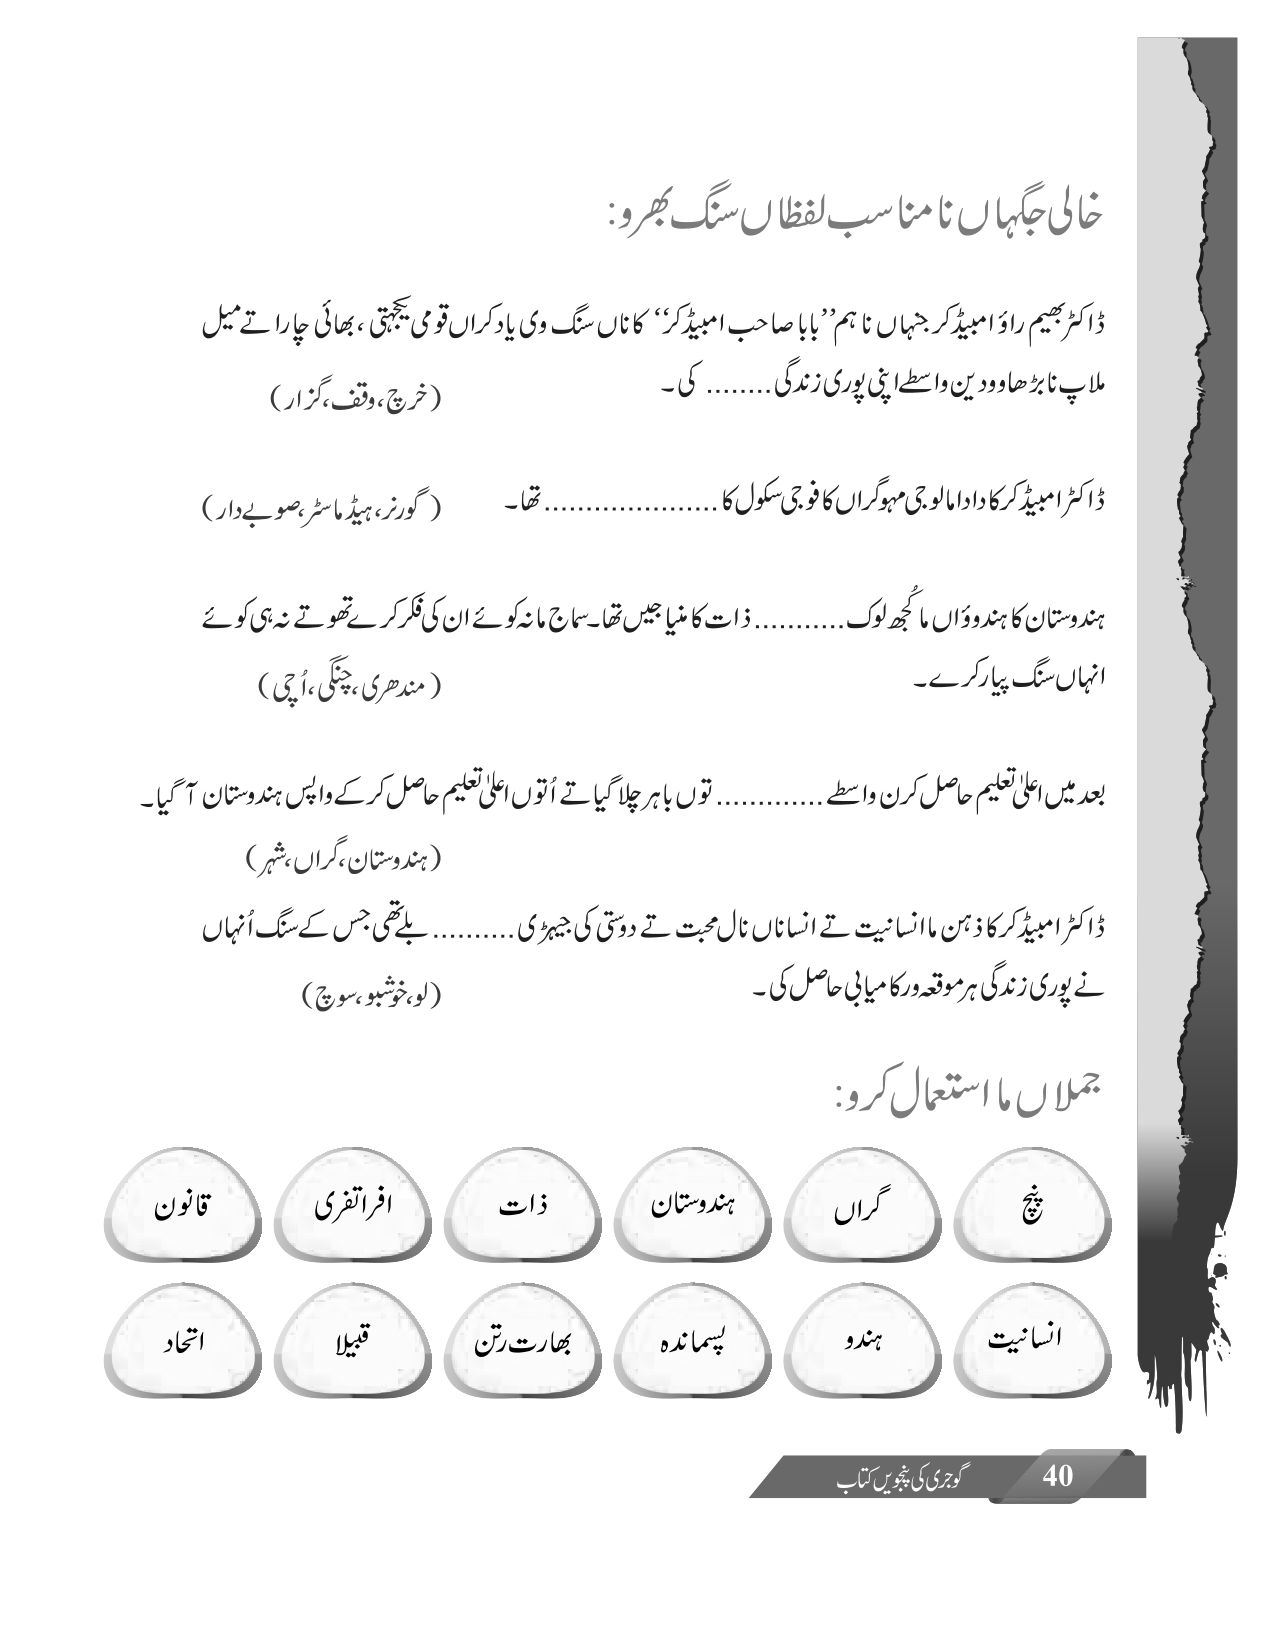 خالی جگہاں نا مناسب لفظاں سنگ بھرو:
ڈاکٹر بھیم راؤ امبیڈکر جنہاں نا ہم ’’بابا صاحب امبیڈکر‘‘ کا ناں سنگ وی یاد کراں قومی یکجہتی، بھائی چارا تے میل
ملاپ نا بڑھاوو دین واسطے اپنی پوری زندگی ........ کی۔
(خرچ، وقف، گزار)
ڈاکٹر امبیڈکر کا دادا مالوجی مہوگراں کا فوجی سکول کا ..................... تھا۔
(گورنر، ہیڈ ماسٹر، صوبے دار)
ہندوستان کا ہندوؤاں ما کُجھ لوک ........... ذات کا منیا جیں تھا۔ سماج ما نہ کوئے ان کی فکر کرے تھو تے نہ ہی کوئے
انہاں سنگ پیار کرے۔
(مندھری، چنگی، اُچی)
بعد میں اعلیٰ تعلیم حاصل کرن واسطے ............. توں باہر چلا گیا تے اُتوں اعلیٰ تعلیم حاصل کر کے واپس ہندوستان آ گیا۔
(ہندوستان، گراں، شہر)
ڈاکٹر امبیڈکر کا ذہن ما انسانیت تے انساناں نال محبت تے دوستی کی جیہڑی .......... بلے تھی جس کے سنگ اُنہاں
نے پوری زندگی ہر موقعہ ور کامیابی حاصل کی۔
(لو، خوشبو، سوچ)
جملاں ما استعمال کرو:
پنچ گراں ہندوستان ذات افراتفری قانون
انسانیت ہندو پسماندہ بھارت رتن قبیلا اتحاد
40 گوجری کی پنجویں کتاب